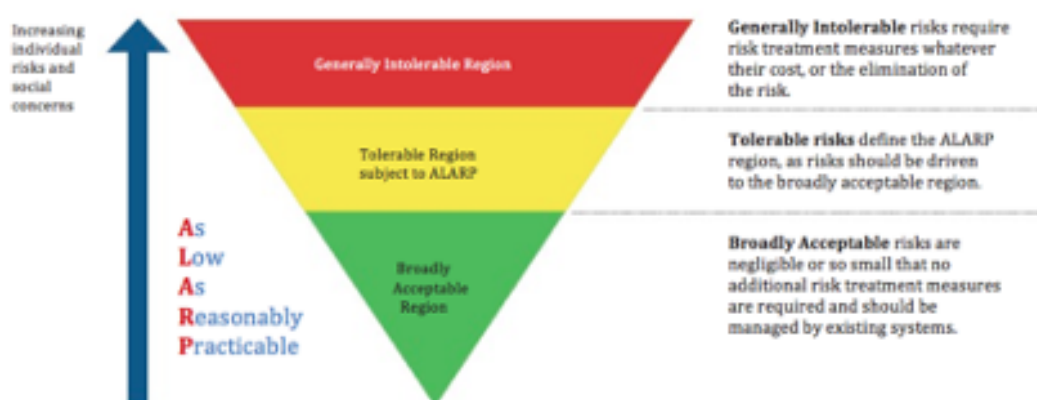 Increasing
individual
risks and
social
concerns
Generally Intolerable Region
Tolerable Region
subject to ALARP
Broadly
Acceptable
Region
As
Low
As
Reasonably
Practicable
Generally Intolerable risks require
risk treatment measures whatever
their cost, or the elimination of
the risk.
Tolerable risks define the ALARP
region, as risks should be driven
to the broadly acceptable region.
Broadly Acceptable risks are
negligible or so small that no
additional risk treatment measures
are required and should be
managed by existing systems.